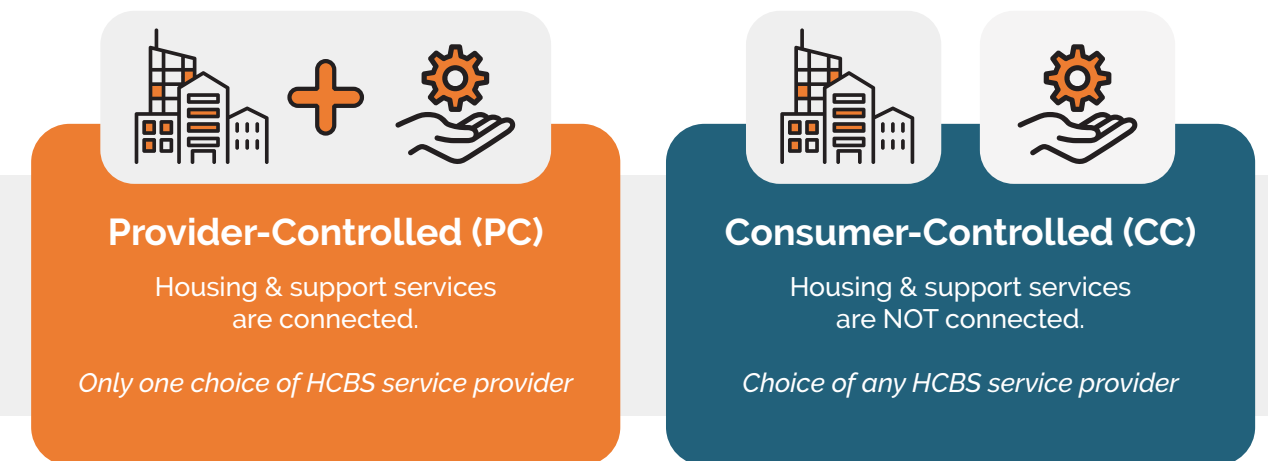 Provider-Controlled (PC)
Housing & support services
are connected.
Only one choice of HCBS service provider
Consumer-Controlled (CC)
Housing & support services
are NOT connected.
Choice of any HCBS service provider